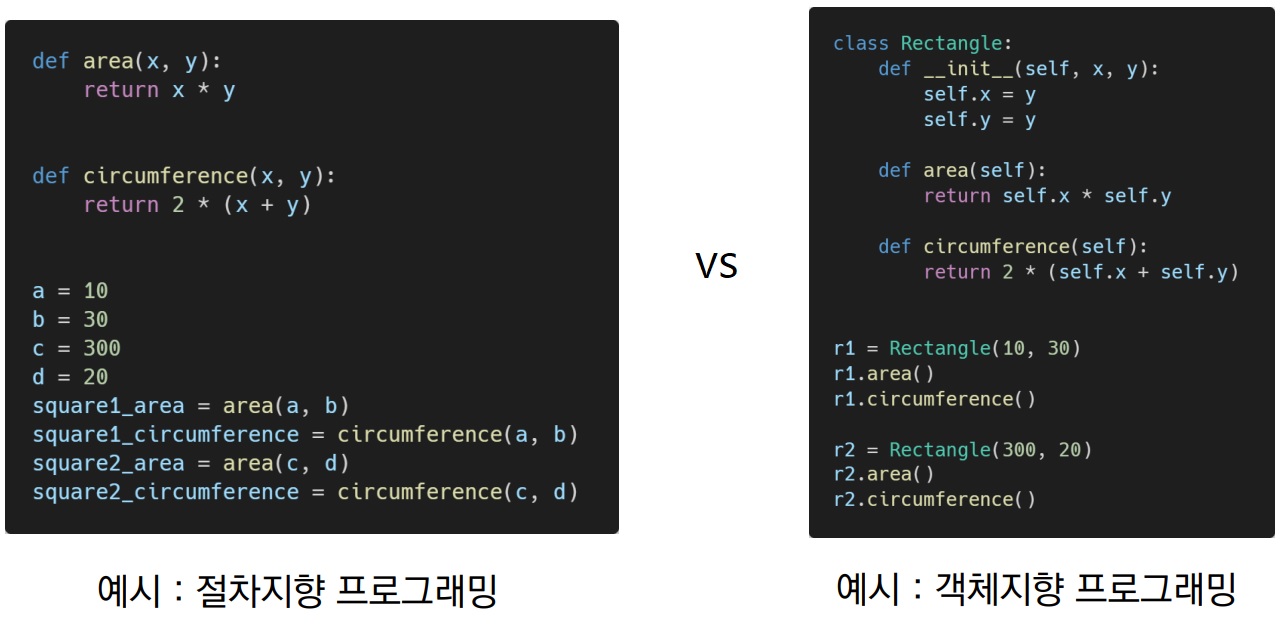 def area(x, y):
    return x * y
def circumference(x, y):
    return 2 * (x + y)
a = 10
b = 30
c = 300
d = 20
square1_area = area(a, b)
square1_circumference = circumference(a, b)
square2_area = area(c, d)
square2_circumference = circumference(c, d)
예시 : 절차지향 프로그래밍
VS
class Rectangle:
    def __init__(self, x, y):
        self.x = y
        self.y = y
    def area(self):
        return self.x * self.y
    def circumference(self):
        return 2 * (self.x + self.y)
r1 = Rectangle(10, 30)
r1.area()
r1.circumference()
r2 = Rectangle(300, 20)
r2.area()
r2.circumference()
예시 : 객체지향 프로그래밍